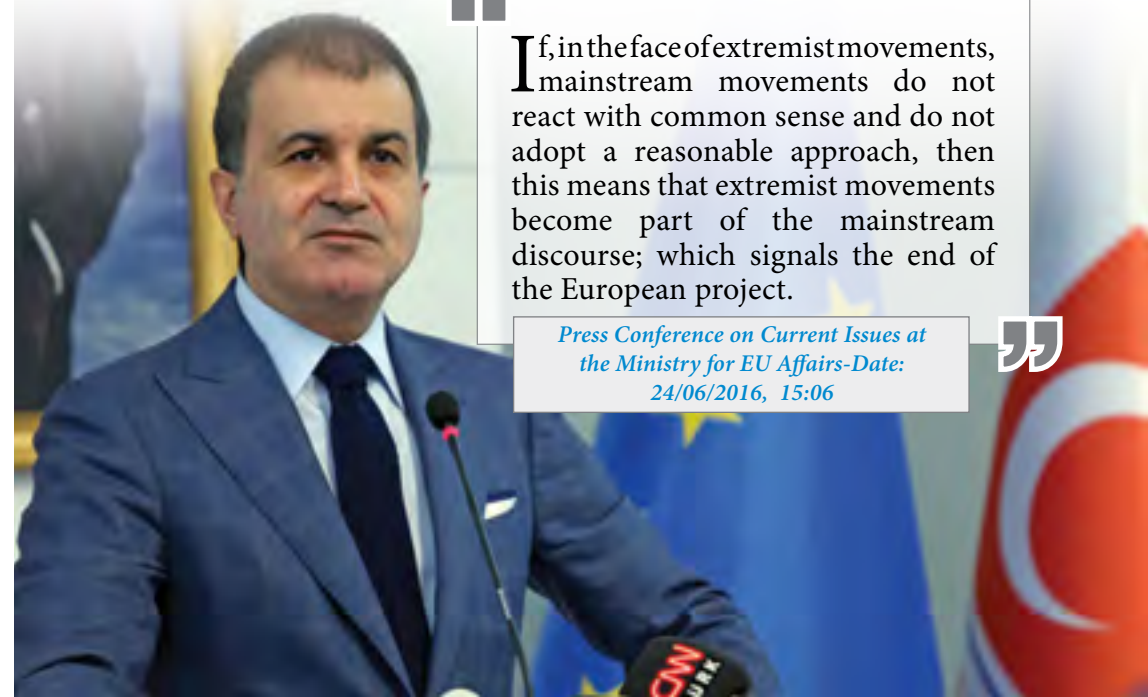 If, in the face of extremist movements,
mainstream movements do not
react with common sense and do not
adopt a reasonable approach, then
this means that extremist movements
become part of the mainstream
discourse; which signals the end of
the European project.
Press Conference on Current Issues at
the Ministry for EU Affairs-Date:
24/06/2016, 15:06
CNN
URK